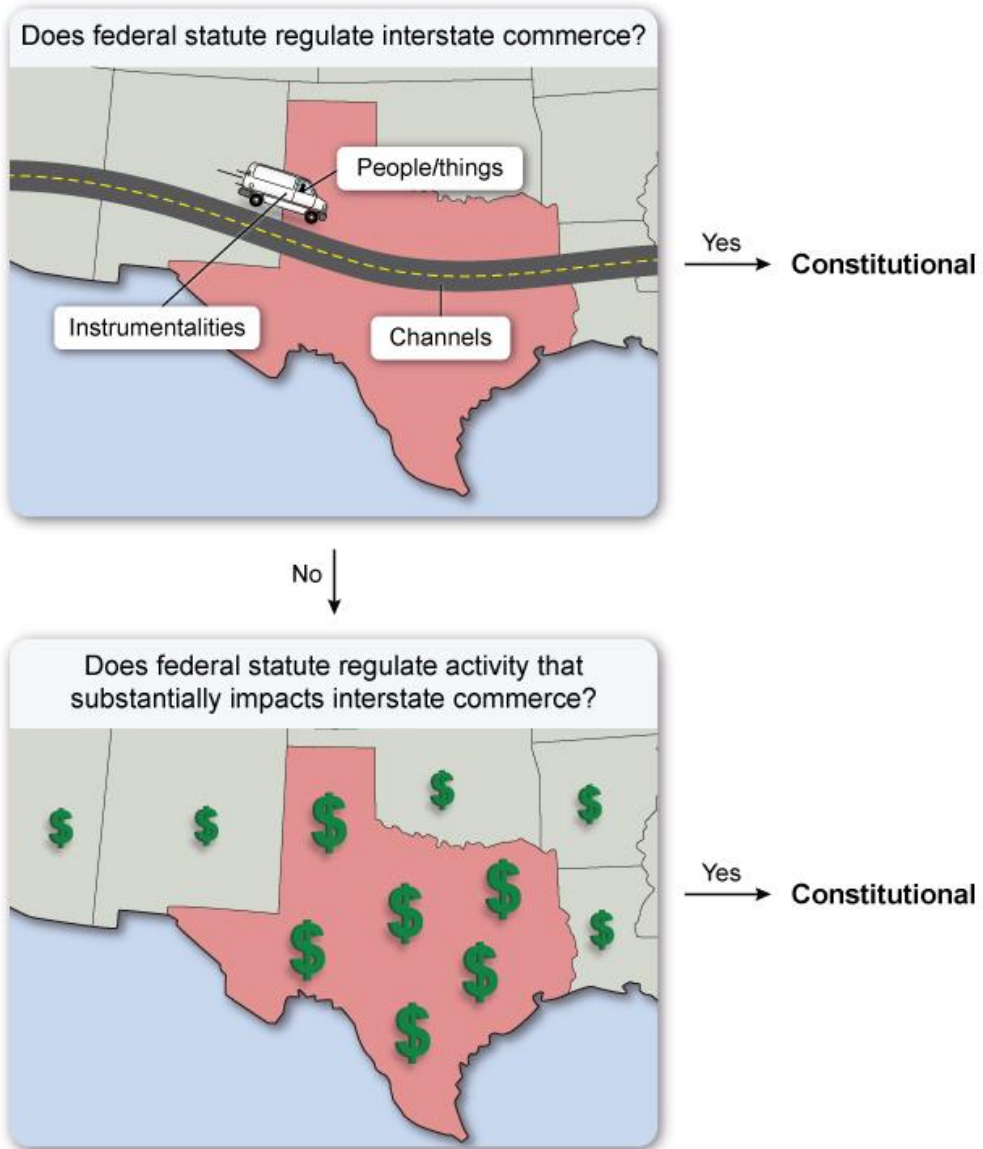 Does federal statute regulate interstate commerce?
People/things
Instrumentalities
Channels
Yes
Constitutional
No
Does federal statute regulate activity that
substantially impacts interstate commerce?
$
$
$
$
$
$
$
$
$
$
$
Yes
Constitutional